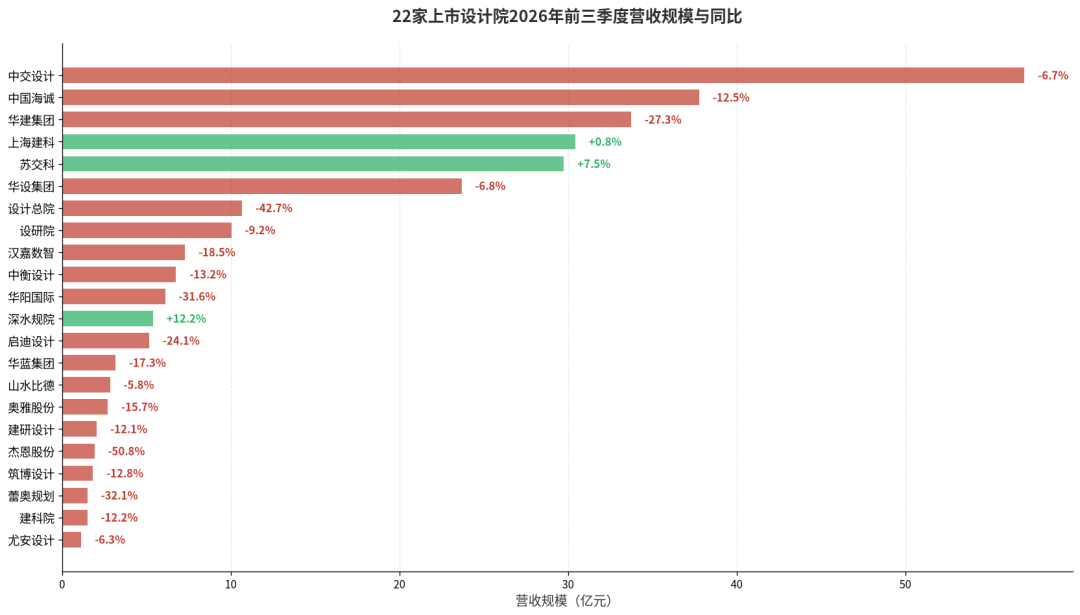 22家上市设计院2026年前三季度营收规模与同比
中交设计 -6.7%
中国海诚 -12.5%
华建集团 -27.3%
上海建科 +0.8%
苏交科 +7.5%
华设集团 -6.8%
设计总院 -42.7%
设研院 -9.2%
汉嘉数智 -18.5%
中衡设计 -13.2%
华阳国际 -31.6%
深水规院 +12.2%
启迪设计 -24.1%
华蓝集团 -17.3%
山水比德 -5.8%
奥雅股份 -15.7%
建研设计 -12.1%
杰恩股份 -50.8%
筑博设计 -12.8%
蕾奥规划 -32.1%
建科院 -12.2%
尤安设计 -6.3%
0 10 20 30 40 50
营收规模（亿元）